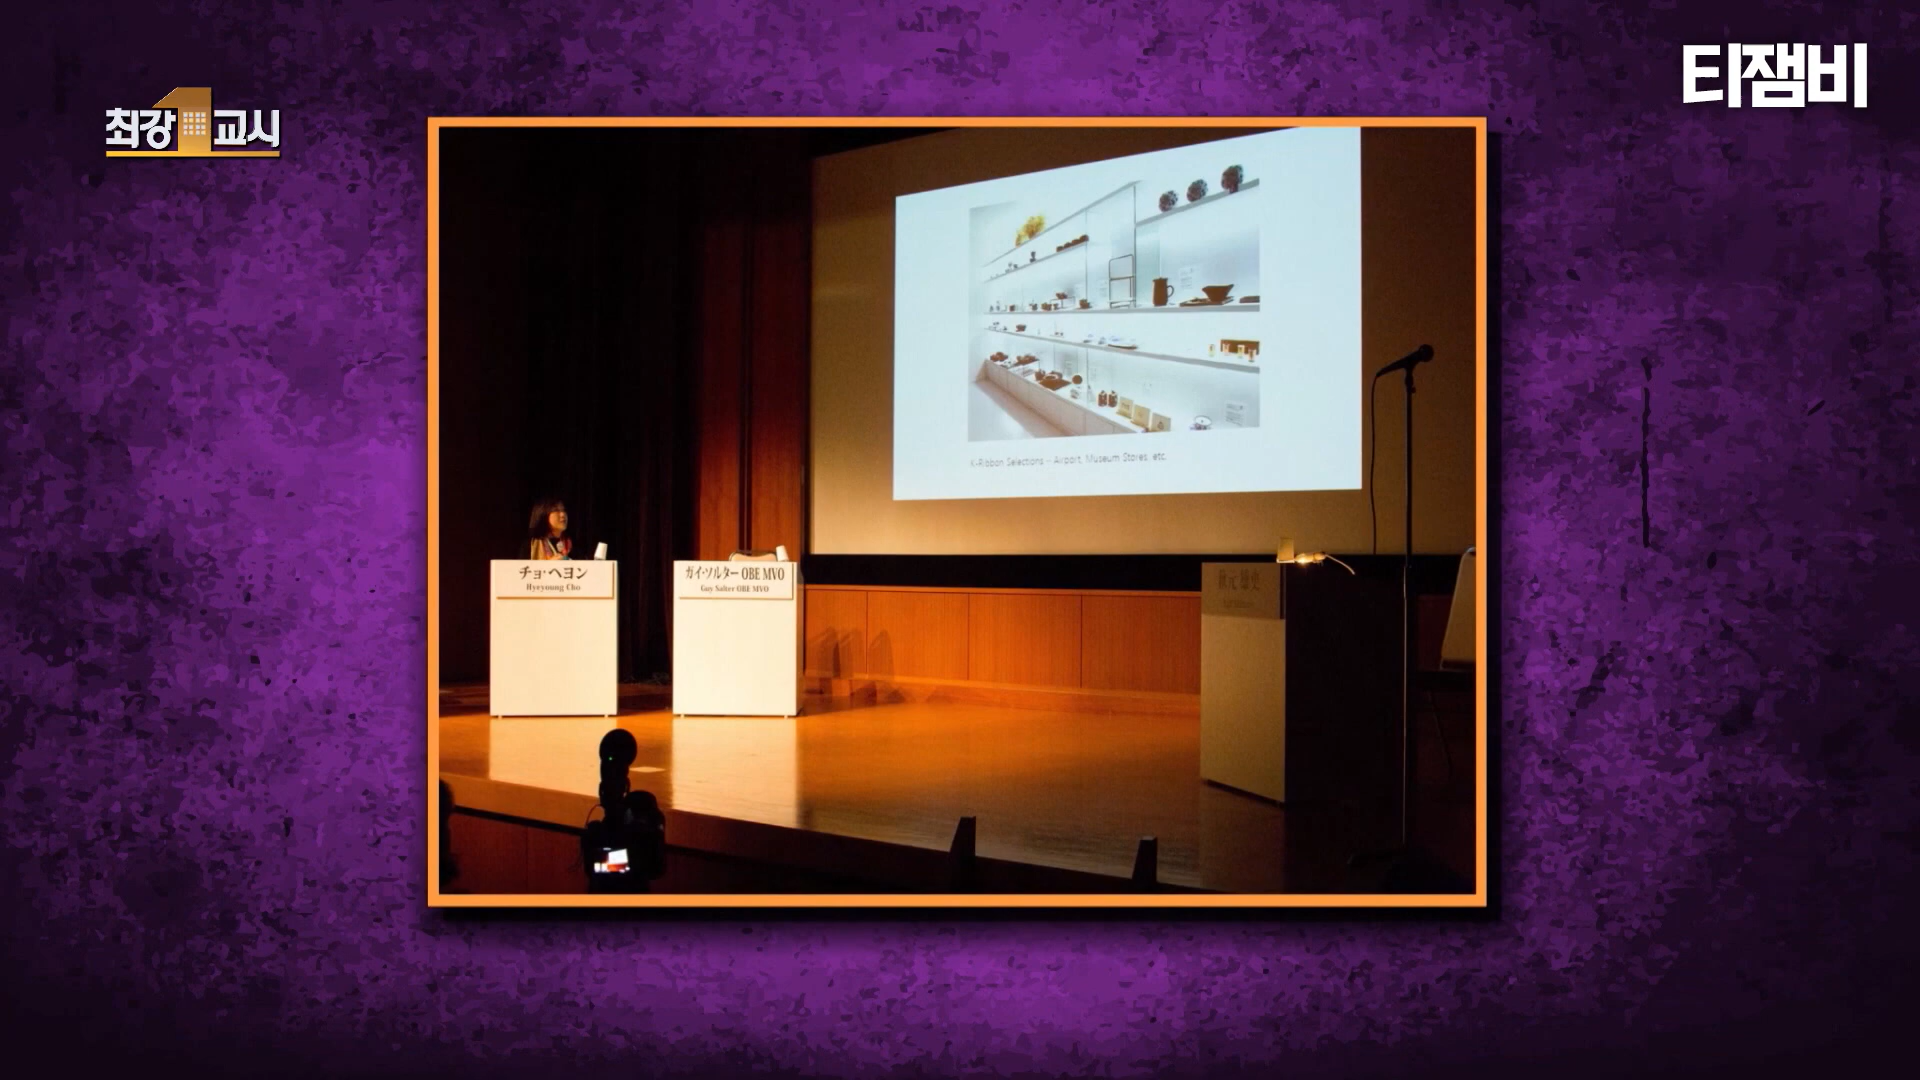 티잼비
최강1교시
K-Ribbon Selections - Airport, Museum Stores, etc.
チョ・ヘヨン
Hyeyoung Cho
ガイ・ソルター OBE MVO
Guy Salter OBE MVO